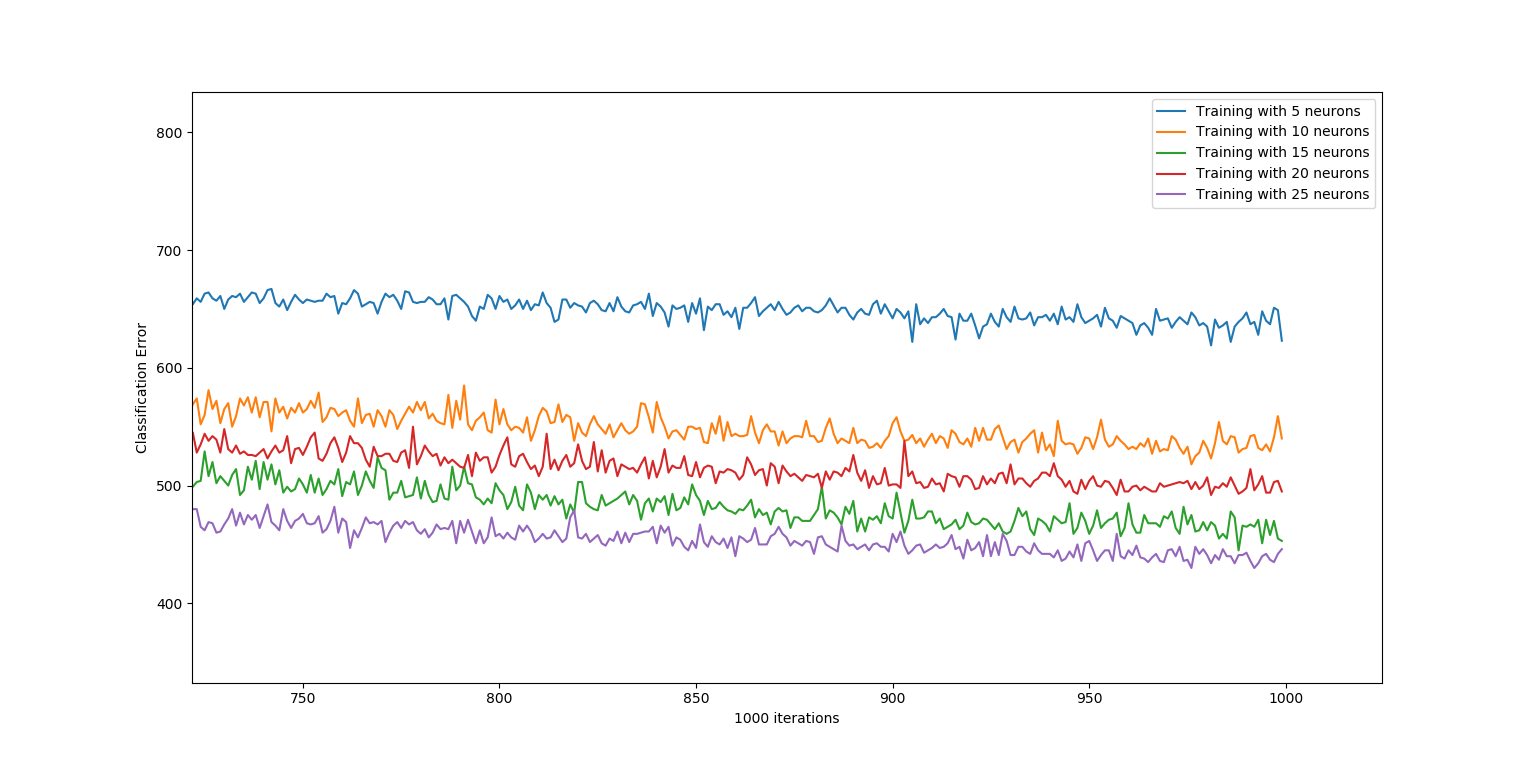 800
700
600
500
400
Classification Error
750
800
850
900
950
1000
1000 iterations
Training with 5 neurons
Training with 10 neurons
Training with 15 neurons
Training with 20 neurons
Training with 25 neurons